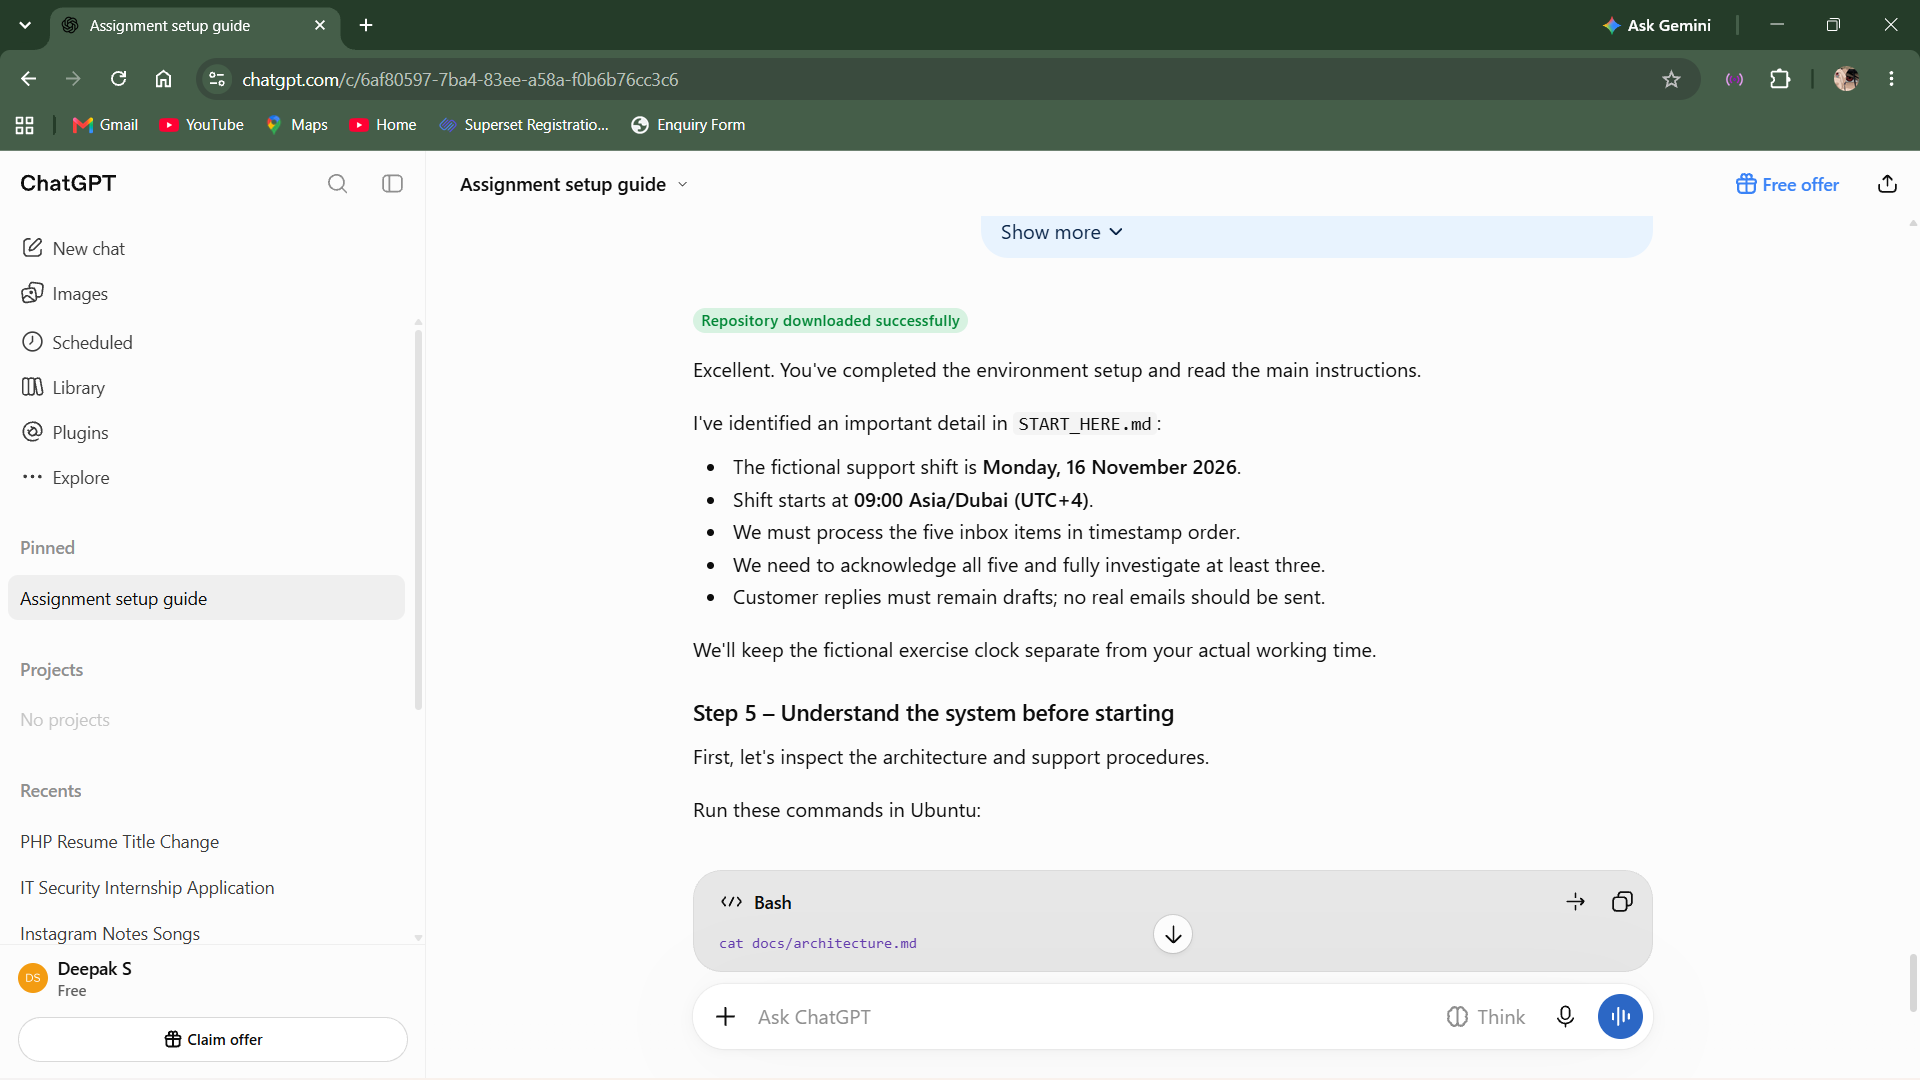 Assignment setup guide
Ask Gemini
chatgpt.com/c/6af80597-7ba4-83ee-a58a-f0b6b76cc3c6
Gmail
YouTube
Maps
Home
Superset Registratio...
Enquiry Form
ChatGPT
New chat
Images
Scheduled
Library
Plugins
Explore
Pinned
Assignment setup guide
Projects
No projects
Recents
PHP Resume Title Change
IT Security Internship Application
Instagram Notes Songs
DS
Deepak S
Free
Claim offer
Assignment setup guide
Free offer
Show more
Repository downloaded successfully
Excellent. You've completed the environment setup and read the main instructions.
I've identified an important detail in START_HERE.md:
• The fictional support shift is Monday, 16 November 2026.
• Shift starts at 09:00 Asia/Dubai (UTC+4).
• We must process the five inbox items in timestamp order.
• We need to acknowledge all five and fully investigate at least three.
• Customer replies must remain drafts; no real emails should be sent.
We'll keep the fictional exercise clock separate from your actual working time.
Step 5 – Understand the system before starting
First, let's inspect the architecture and support procedures.
Run these commands in Ubuntu:
Bash
cat docs/architecture.md
Ask ChatGPT
Think